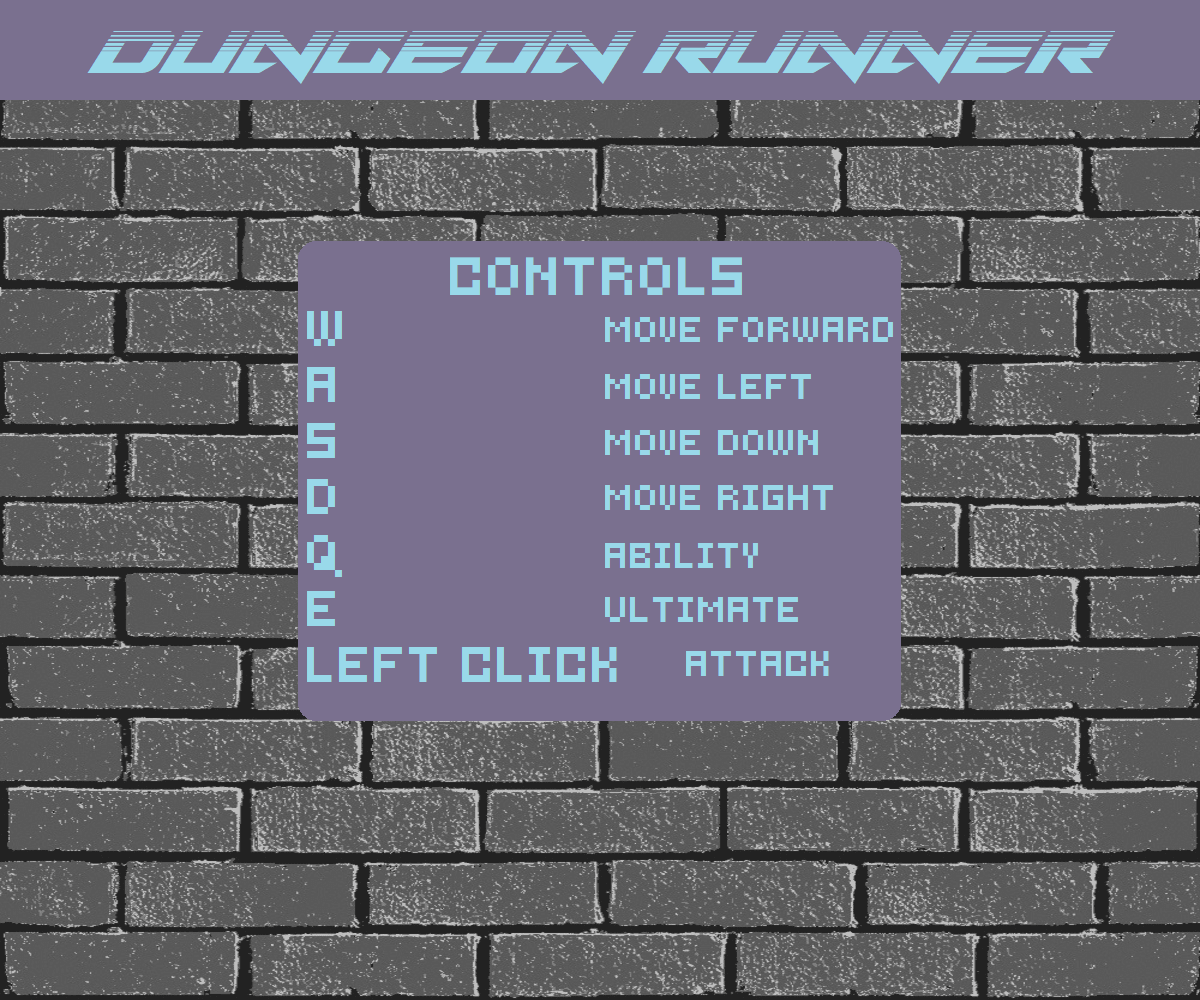 DUNGEON RUNNER
CONTROLS
W MOVE FORWARD
A MOVE LEFT
S MOVE DOWN
D MOVE RIGHT
Q ABILITY
E ULTIMATE
LEFT CLICK ATTACK